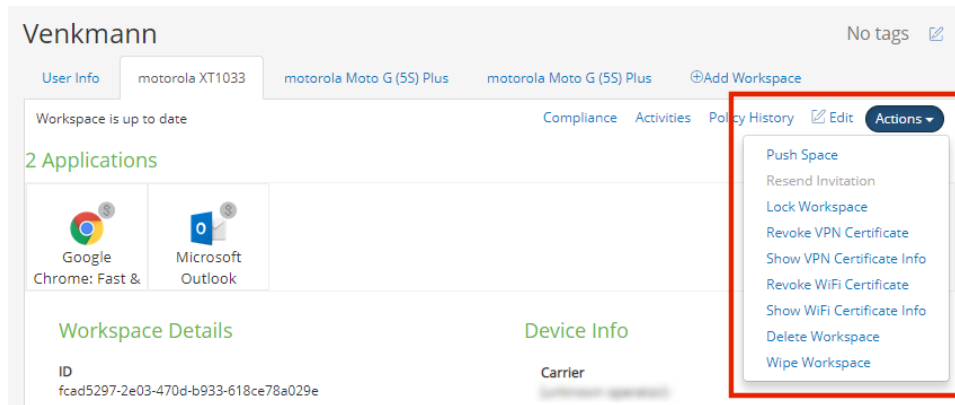 Venkmann
No tags
User Info motorola XT1033 motorola Moto G (5S) Plus motorola Moto G (5S) Plus Add Workspace
Workspace is up to date Compliance Activities Policy History Edit Actions
2 Applications
Push Space
Resend Invitation
Lock Workspace
Revoke VPN Certificate
Show VPN Certificate Info
Revoke WiFi Certificate
Show WiFi Certificate Info
Delete Workspace
Wipe Workspace
Google
Chrome: Fast &
Microsoft
Outlook
Workspace Details
ID
fcad5297-2e03-470d-b933-618ce78a029e
Device Info
Carrier